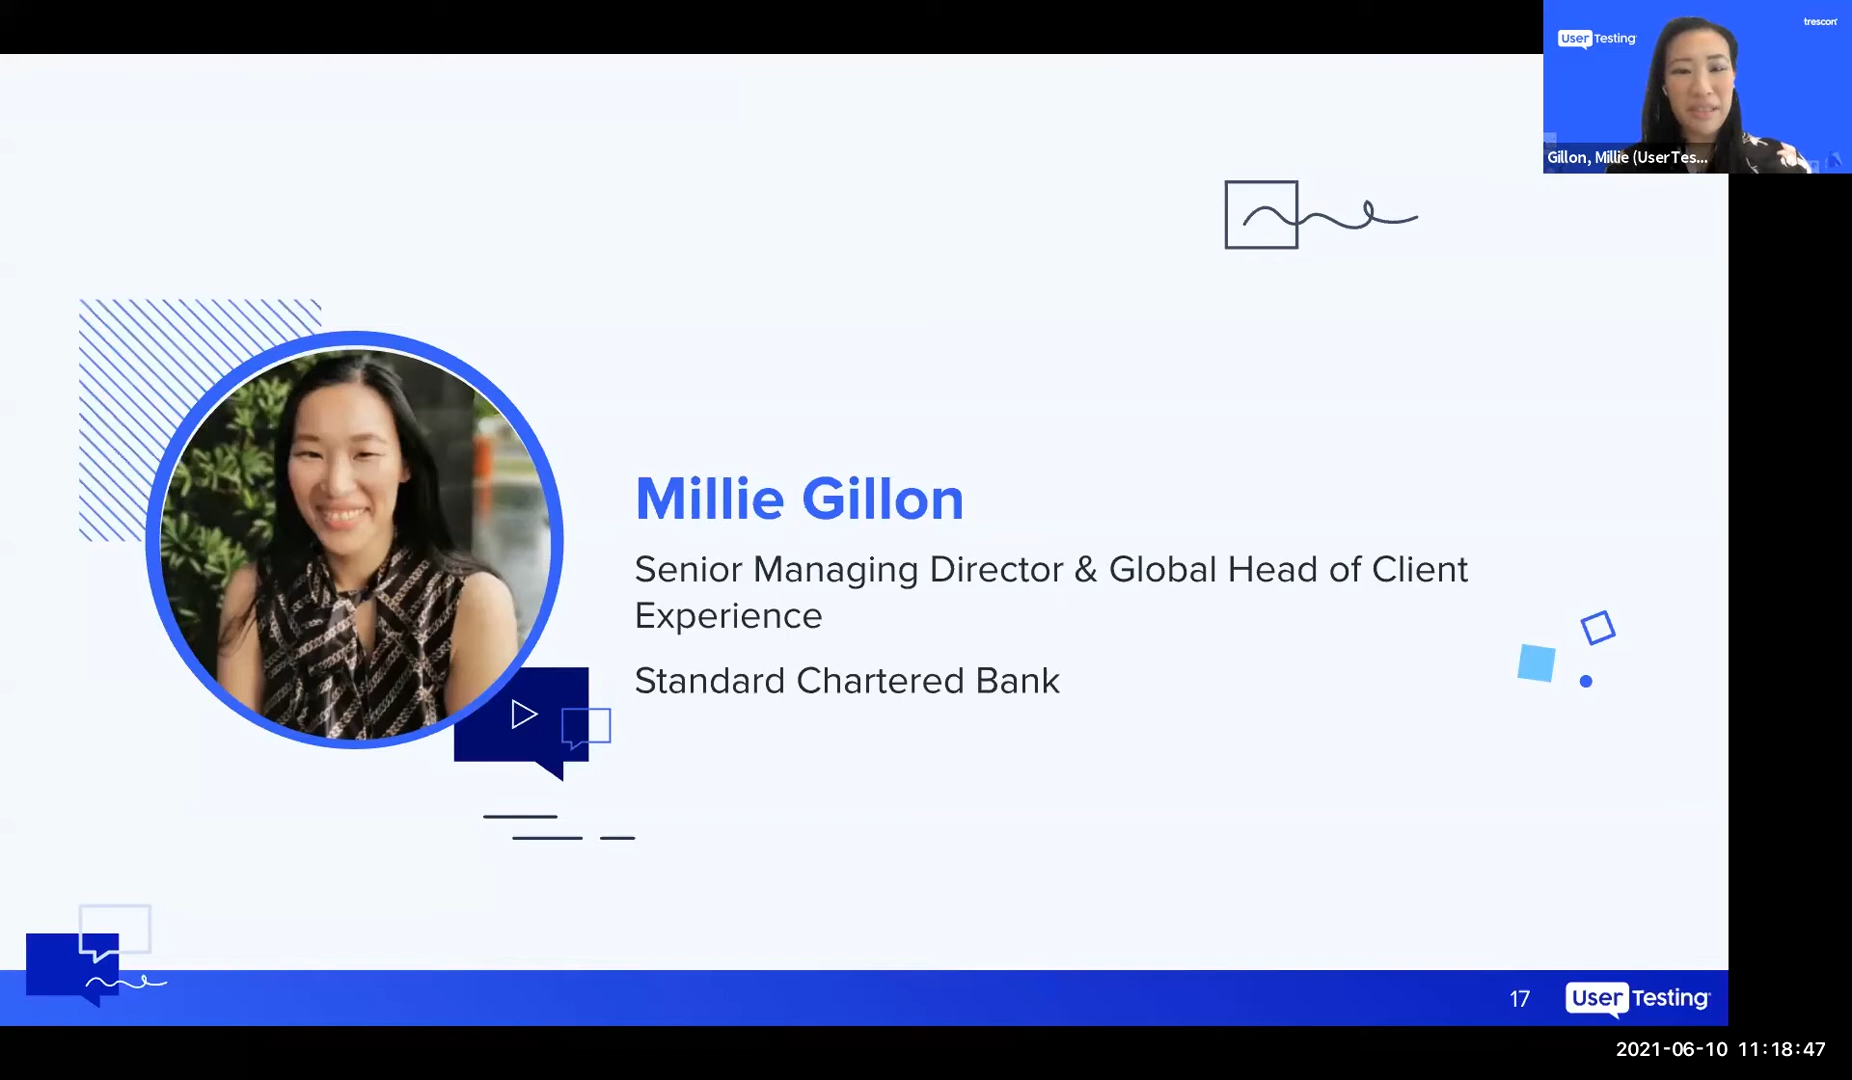 UserTesting
trescon
Gillon, Millie (UserTes...
Millie Gillon
Senior Managing Director & Global Head of Client
Experience
Standard Chartered Bank
17
UserTesting
2021-06-10 11:18:47